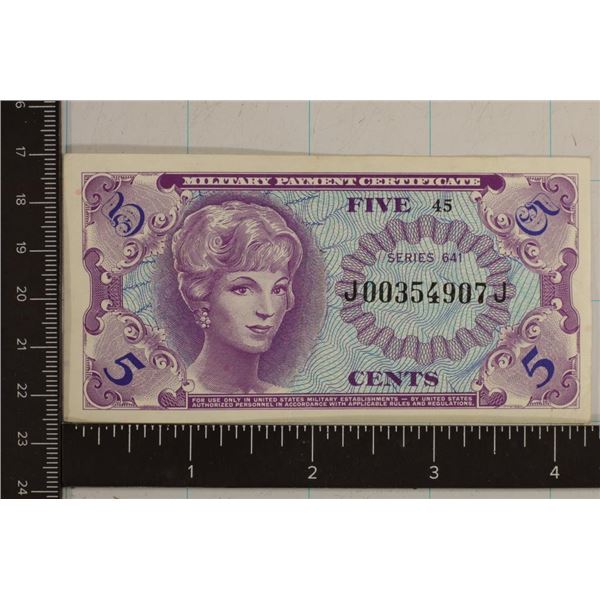 MILITARY PAYMENT CERTIFICATE
5
FIVE 45
5
SERIES 641
J00354907J
5
CENTS
5
FOR USE ONLY IN UNITED STATES MILITARY ESTABLISHMENTS — BY UNITED STATES
AUTHORIZED PERSONNEL IN ACCORDANCE WITH APPLICABLE RULES AND REGULATIONS.
16
17
18
19
20
21
22
23
24
1 2 3 4